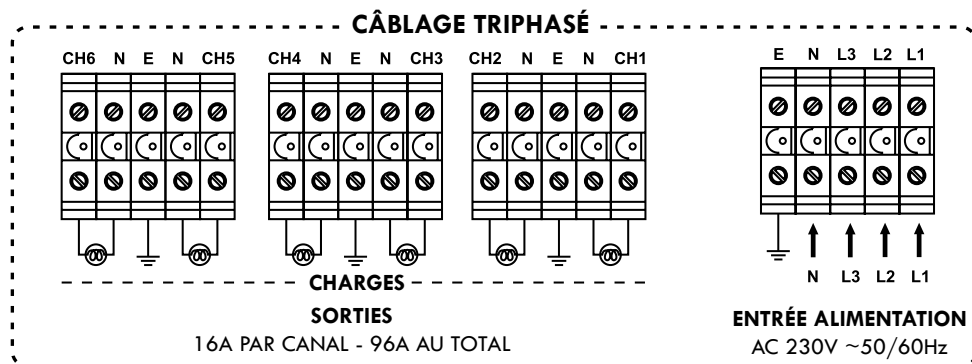 CÂBLAGE TRIPHASÉ
CH6 N E N CH5
CH4 N E N CH3
CH2 N E N CH1
E N L3 L2 L1
N L3 L2 L1
CHARGES
SORTIES
16A PAR CANAL - 96A AU TOTAL
ENTRÉE ALIMENTATION
AC 230V ~50/60Hz